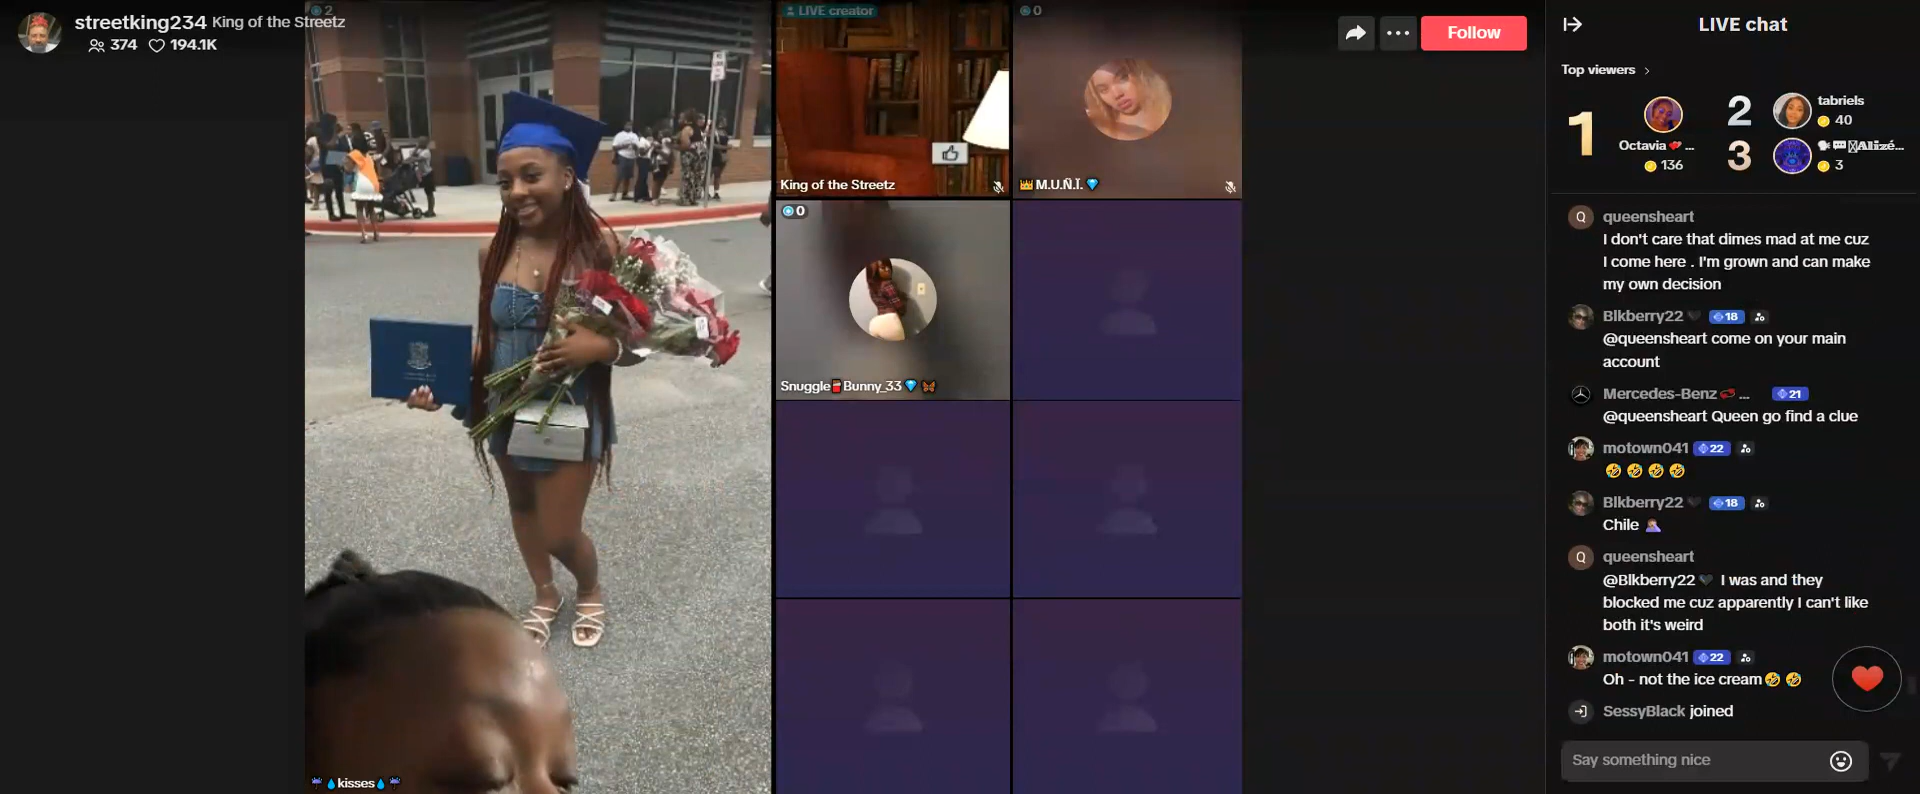 streetking234 King of the Streetz
374 194.1K
2
LIVE creator
0
Follow
King of the Streetz
M.U.Ñ.Ï.
0
Snuggle Bunny_33
kisses
LIVE chat
Top viewers
1
Octavia ...
136
2
tabriels
40
3
Alizé...
3
Q queensheart
I don't care that dimes mad at me cuz
I come here . I'm grown and can make
my own decision
Blkberry22 🖤 18
@queensheart come on your main
account
Mercedes-Benz ... 21
@queensheart Queen go find a clue
motown041 22
🤣 🤣 🤣 🤣
Blkberry22 🖤 18
Chile
Q queensheart
@Blkberry22 🖤 I was and they
blocked me cuz apparently I can't like
both it's weird
motown041 22
Oh - not the ice cream🤣 🤣
SessyBlack joined
Say something nice